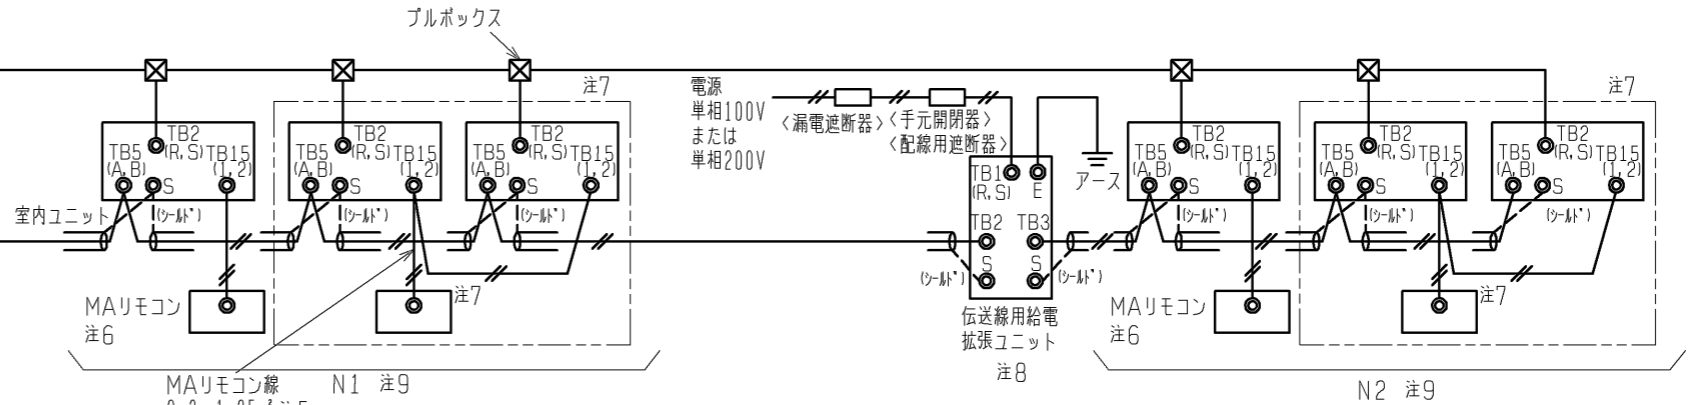 プルボックス
注7
電源
単相100V
または
単相200V
〈漏電遮断器〉
〈手元開閉器〉
〈配線用遮断器〉
注7
TB2
(R,S)
TB5
(A,B)
S
TB15
(1,2)
TB2
(R,S)
TB5
(A,B)
S
TB15
(1,2)
TB2
(R,S)
TB5
(A,B)
S
TB15
(1,2)
TB1
(R,S)
E
アース
TB2
(R,S)
TB5
(A,B)
S
TB15
(1,2)
TB2
(R,S)
TB5
(A,B)
S
TB15
(1,2)
TB2
(R,S)
TB5
(A,B)
S
TB15
(1,2)
室内ユニット
(シールド)
(シールド)
(シールド)
TB2
TB3
S
S
(シールド)
(シールド)
(シールド)
(シールド)
(シールド)
MAリモコン
注6
注7
伝送線用給電
拡張ユニット
注8
MAリモコン
注6
注7
MAリモコン線
N1 注9
N2 注9